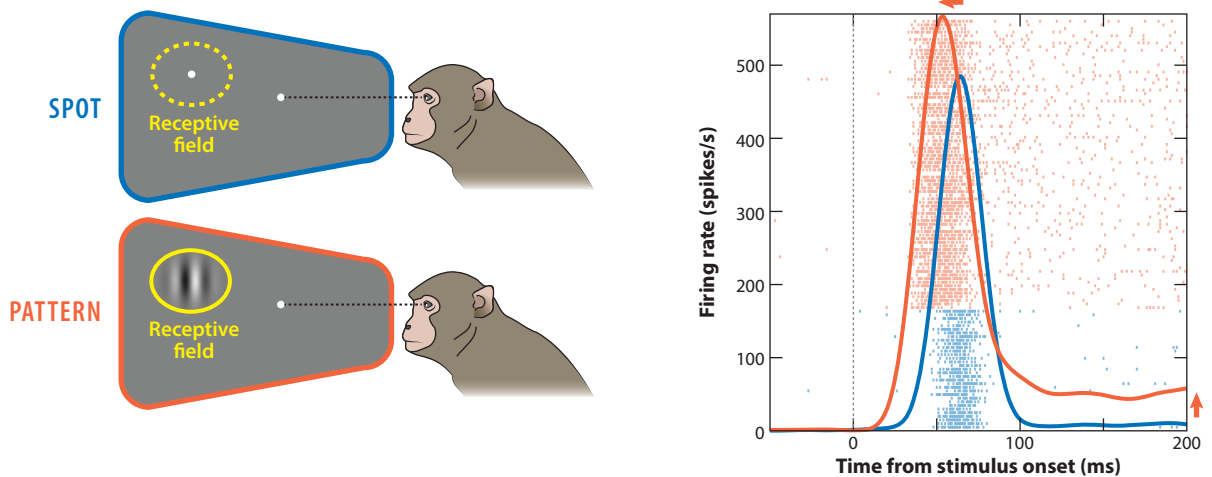 SPOT
Receptive
field
PATTERN
Receptive
field
Firing rate (spikes/s)
500
400
300
200
100
0
0
100
200
Time from stimulus onset (ms)